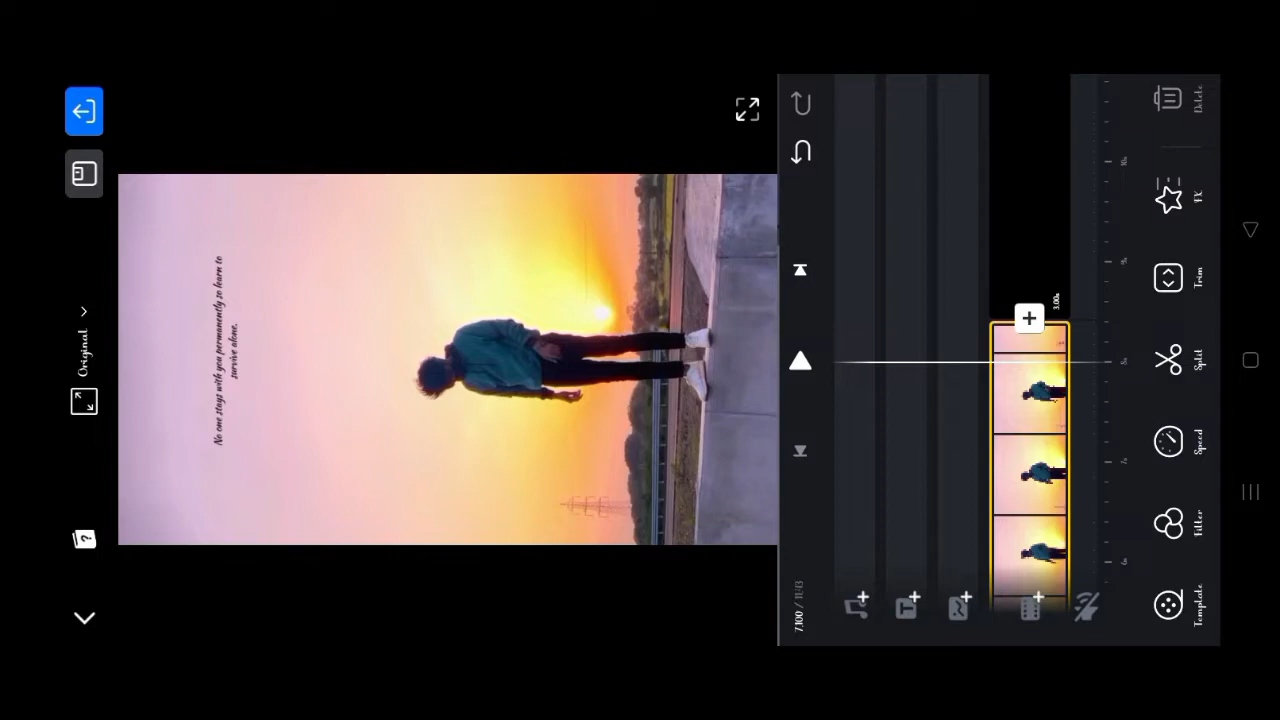 Original
No one stays with you permanently so learn to
survive alone.
3.00s
Template Filter Speed Split Trim FX Delete